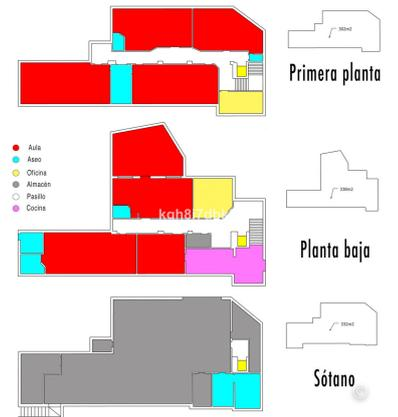 Primera planta
Aula
Aseo
Oficina
Almacén
Pasillo
Cocina
Planta baja
Sótano